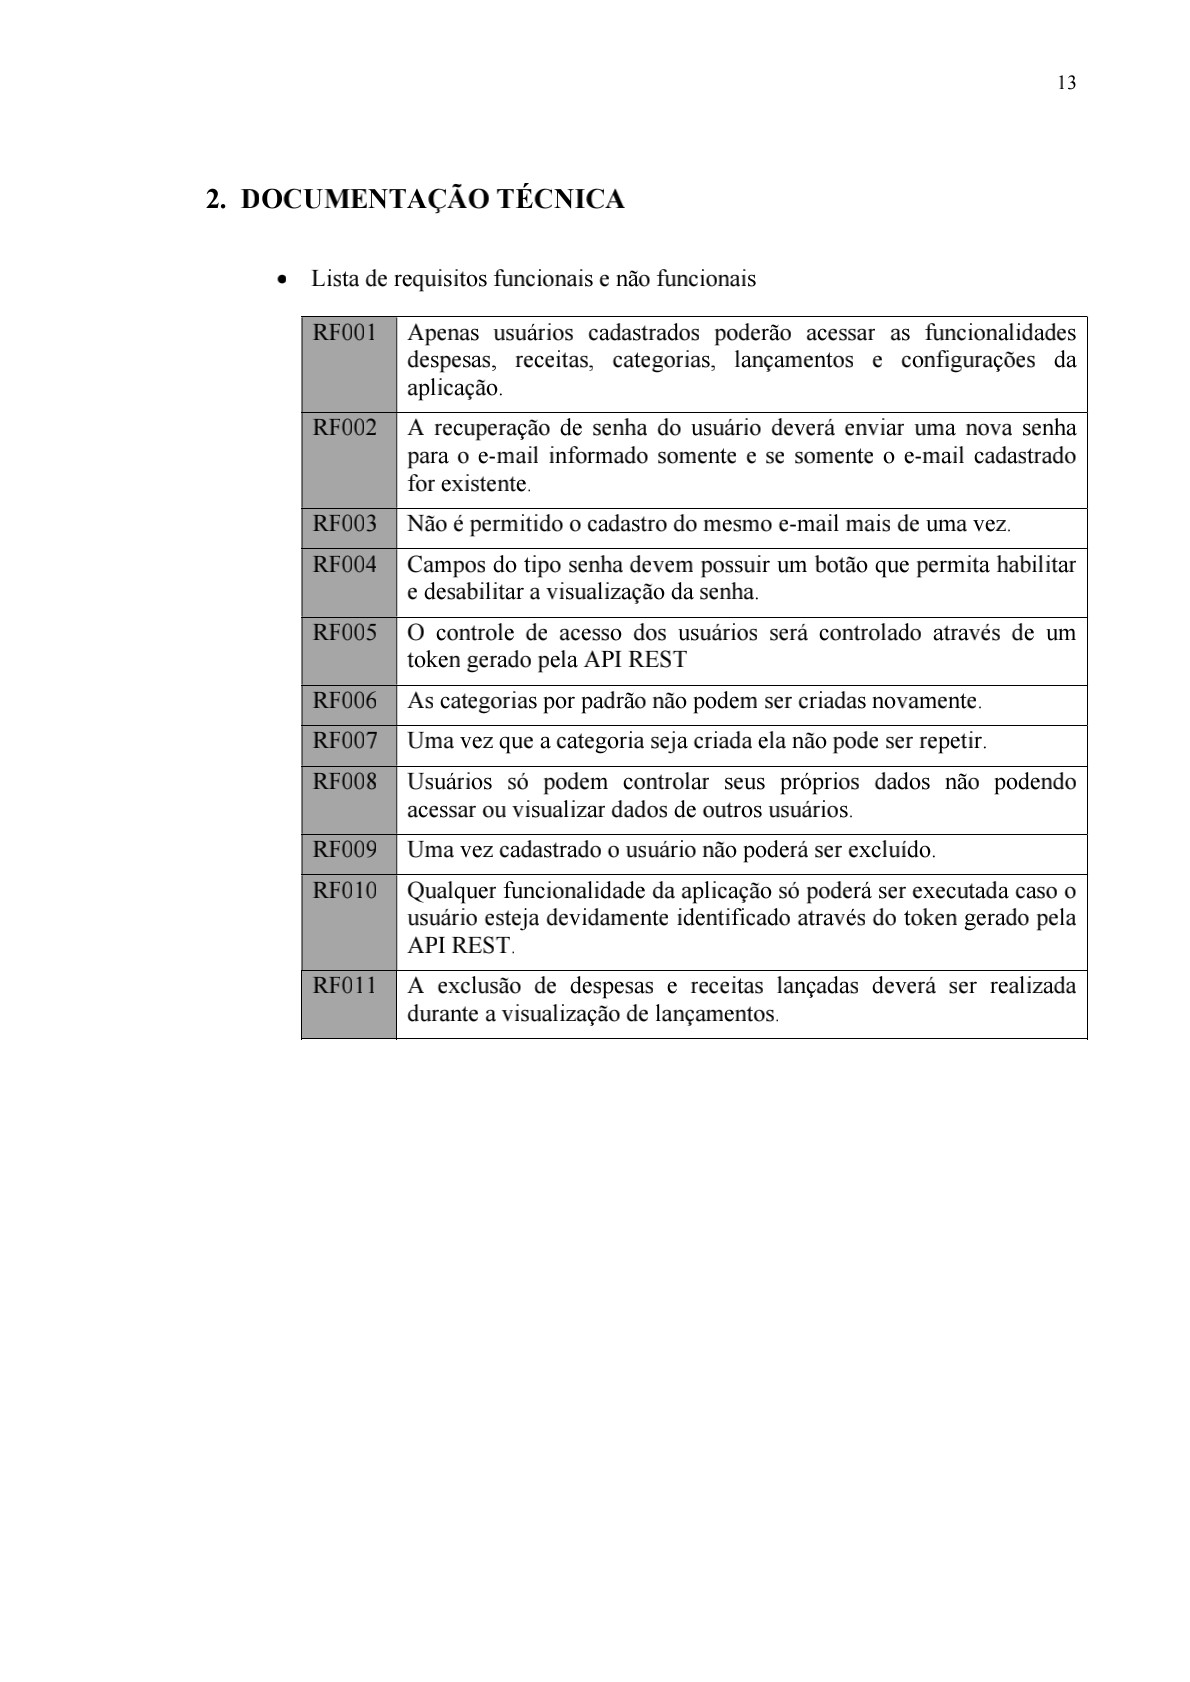 13
2. DOCUMENTAÇÃO TÉCNICA
• Lista de requisitos funcionais e não funcionais
RF001 Apenas usuários cadastrados poderão acessar as funcionalidades
despesas, receitas, categorias, lançamentos e configurações da
aplicação.
RF002 A recuperação de senha do usuário deverá enviar uma nova senha
para o e-mail informado somente e se somente o e-mail cadastrado
for existente.
RF003 Não é permitido o cadastro do mesmo e-mail mais de uma vez.
RF004 Campos do tipo senha devem possuir um botão que permita habilitar
e desabilitar a visualização da senha.
RF005 O controle de acesso dos usuários será controlado através de um
token gerado pela API REST
RF006 As categorias por padrão não podem ser criadas novamente.
RF007 Uma vez que a categoria seja criada ela não pode ser repetir.
RF008 Usuários só podem controlar seus próprios dados não podendo
acessar ou visualizar dados de outros usuários.
RF009 Uma vez cadastrado o usuário não poderá ser excluído.
RF010 Qualquer funcionalidade da aplicação só poderá ser executada caso o
usuário esteja devidamente identificado através do token gerado pela
API REST.
RF011 A exclusão de despesas e receitas lançadas deverá ser realizada
durante a visualização de lançamentos.